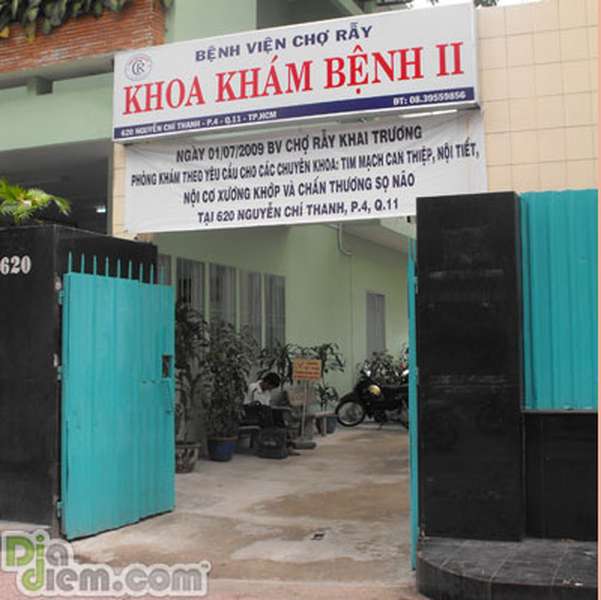 BỆNH VIỆN CHỢ RẪY
KHOA KHÁM BỆNH II
ĐT: 08.39559856
620 NGUYỄN CHÍ THANH - P.4 - Q.11 - TP.HCM
NGÀY 01/07/2009 BV CHỢ RẪY KHAI TRƯƠNG
PHÒNG KHÁM THEO YÊU CẦU CHO CÁC CHUYÊN KHOA: TIM MẠCH CAN THIỆP, NỘI TIẾT,
NỘI CƠ XƯƠNG KHỚP VÀ CHẤN THƯƠNG SỌ NÃO
TẠI 620 NGUYỄN CHÍ THANH, P.4, Q.11
620
Dia
diem.com